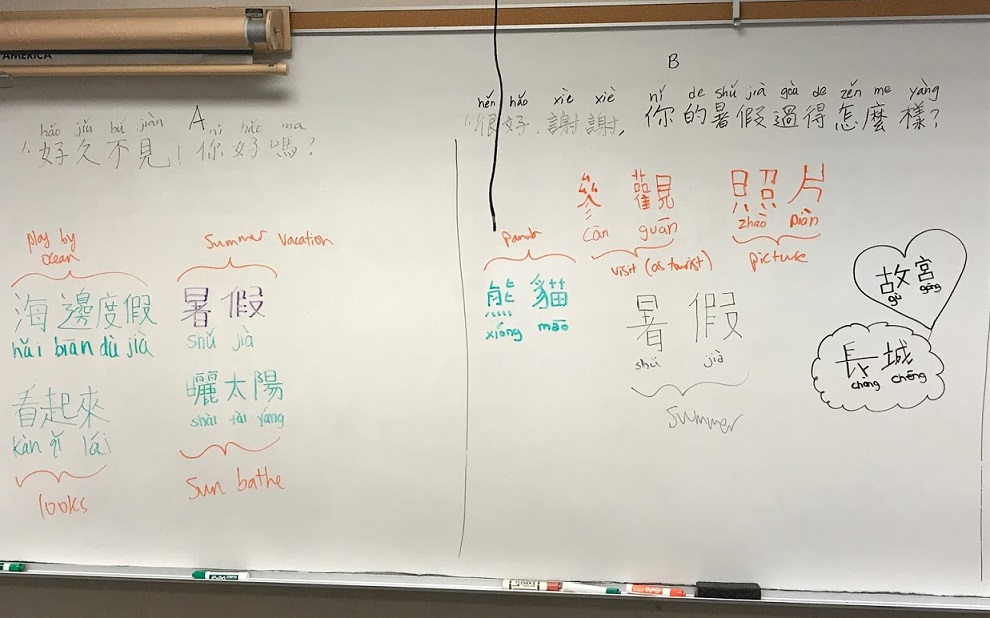 AMERICA
A
hǎo jiǔ bú jiàn nǐ hǎo ma
1. 好久不見！你好嗎？
play by
ocean
Summer Vacation
海邊度假
hǎi biān dù jià
暑假
shǔ jià
看起來
kàn qǐ lái
looks
曬太陽
shài tài yáng
Sun bathe
B
hěn hǎo xiè xiè nǐ de shǔ jià guò de zěn me yàng
1. 很好，謝謝，你的暑假過得怎麼樣？
參觀
cān guān
visit (as tourist)
照片
zhào piàn
picture
熊貓
xióng māo
暑假
shǔ jià
Summer
故宮
gù gōng
長城
cháng chéng